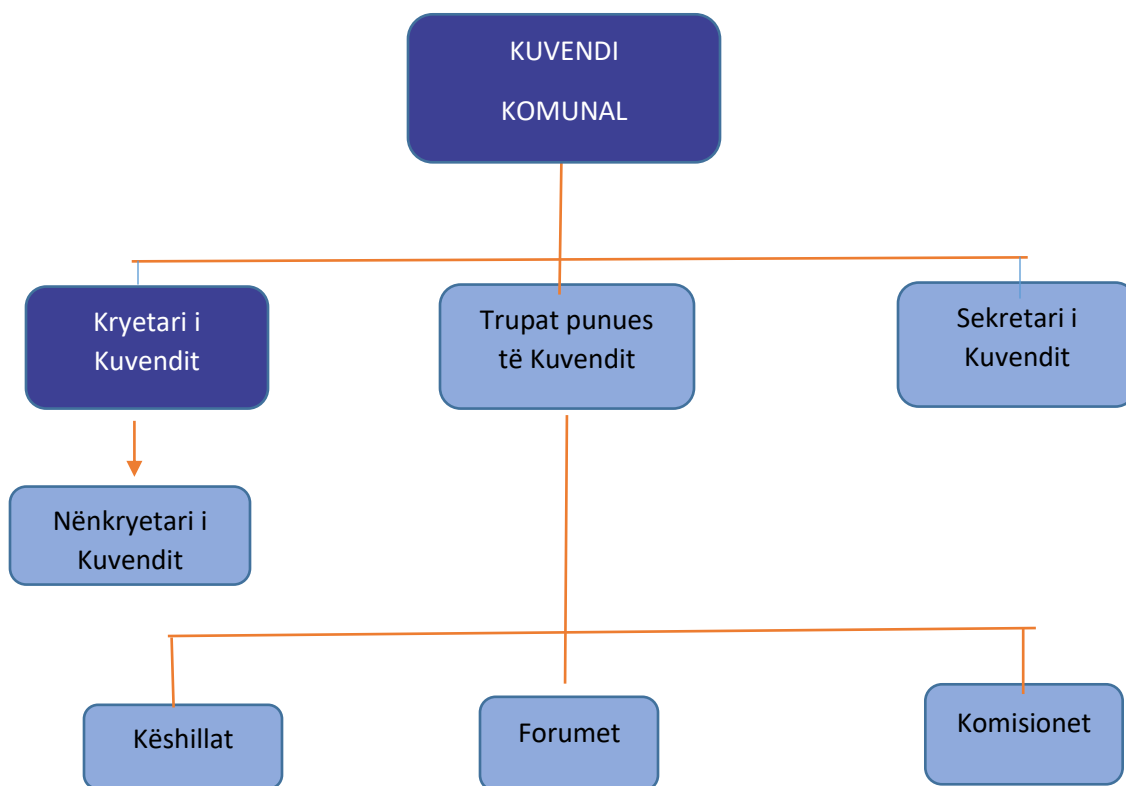 KUVENDI
KOMUNAL
Kryetari i
Kuvendit
Trupat punues
të Kuvendit
Sekretari i
Kuvendit
Nënkryetari i
Kuvendit
Këshillat
Forumet
Komisionet